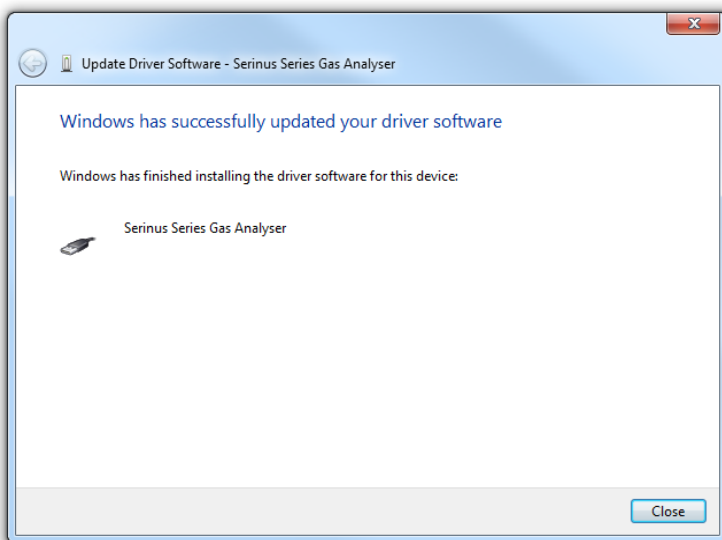 Update Driver Software - Serinus Series Gas Analyser
Windows has successfully updated your driver software
Windows has finished installing the driver software for this device:
Serinus Series Gas Analyser
Close